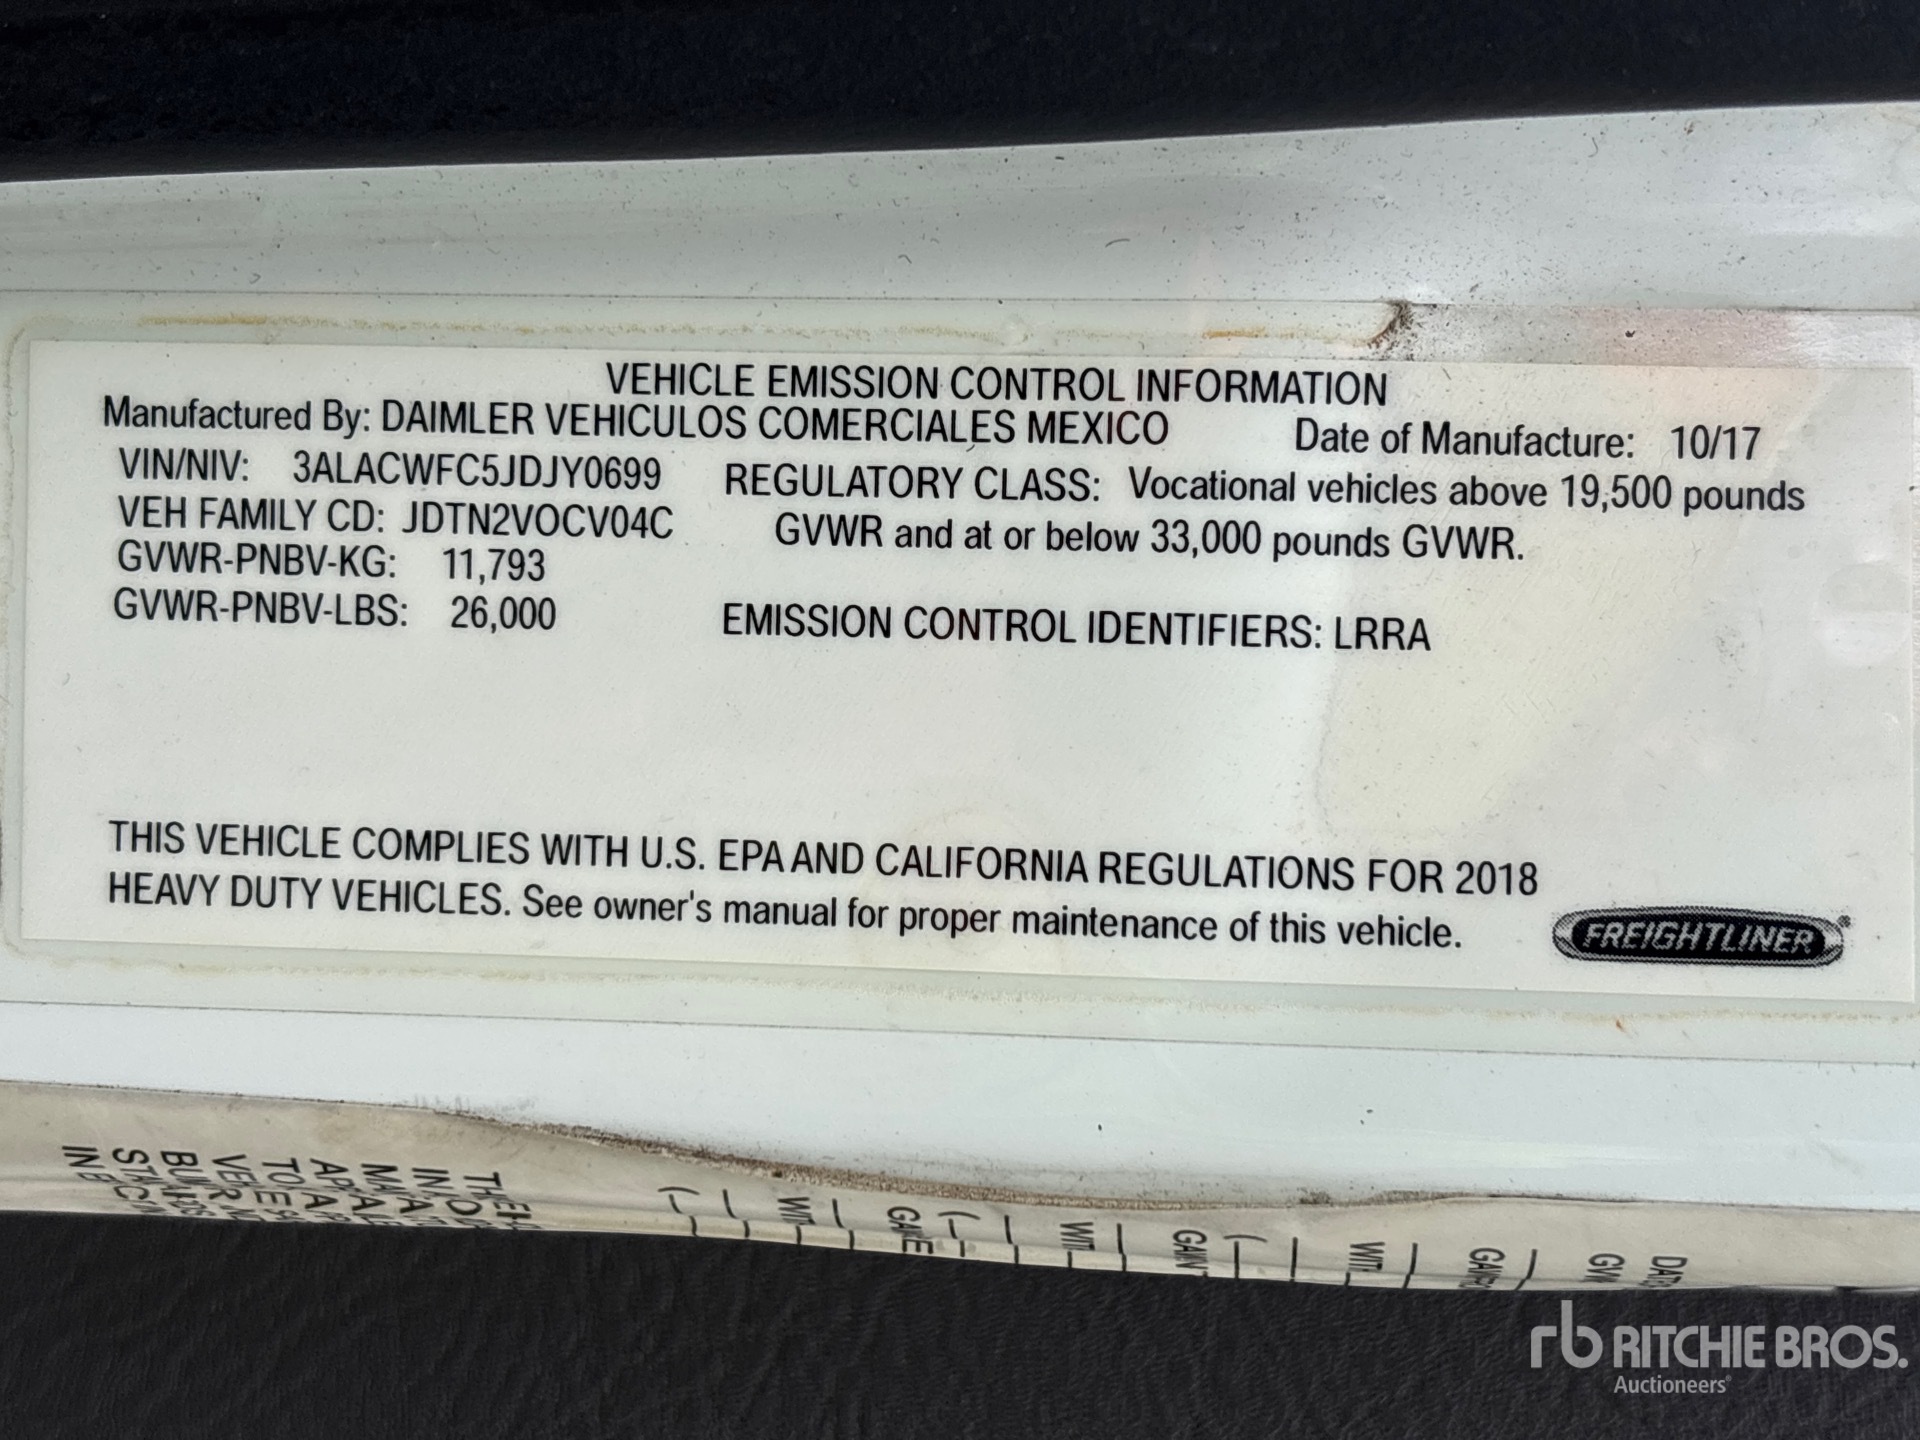 VEHICLE EMISSION CONTROL INFORMATION
Manufactured By: DAIMLER VEHICULOS COMERCIALES MEXICO Date of Manufacture: 10/17
VIN/NIV: 3ALACWFC5JDJY0699 REGULATORY CLASS: Vocational vehicles above 19,500 pounds
VEH FAMILY CD: JDTN2VOCV04C GVWR and at or below 33,000 pounds GVWR.
GVWR-PNBV-KG: 11,793
GVWR-PNBV-LBS: 26,000 EMISSION CONTROL IDENTIFIERS: LRRA
THIS VEHICLE COMPLIES WITH U.S. EPA AND CALIFORNIA REGULATIONS FOR 2018
HEAVY DUTY VEHICLES. See owner's manual for proper maintenance of this vehicle.
FREIGHTLINER®
rb RITCHIE BROS.
Auctioneers®